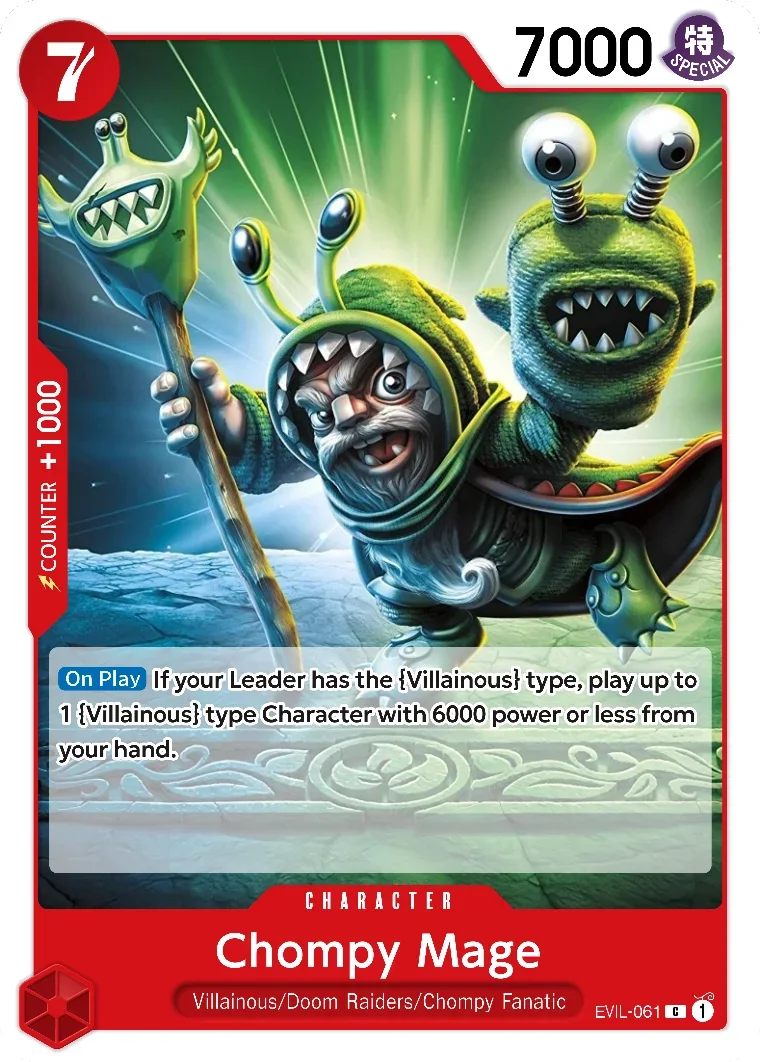 7
7000
特
SPECIAL
COUNTER +1000
On Play If your Leader has the {Villainous} type, play up to
1 {Villainous} type Character with 6000 power or less from
your hand.
CHARACTER
Chompy Mage
Villainous/Doom Raiders/Chompy Fanatic
EVIL-061 C 1